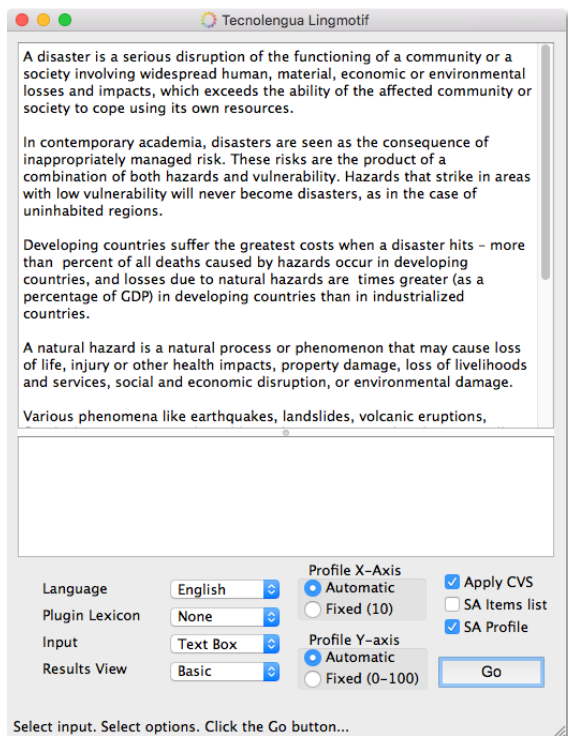 Tecnolengua Lingmotif
A disaster is a serious disruption of the functioning of a community or a
society involving widespread human, material, economic or environmental
losses and impacts, which exceeds the ability of the affected community or
society to cope using its own resources.
In contemporary academia, disasters are seen as the consequence of
inappropriately managed risk. These risks are the product of a
combination of both hazards and vulnerability. Hazards that strike in areas
with low vulnerability will never become disasters, as in the case of
uninhabited regions.
Developing countries suffer the greatest costs when a disaster hits – more
than  percent of all deaths caused by hazards occur in developing
countries, and losses due to natural hazards are  times greater (as a
percentage of GDP) in developing countries than in industrialized
countries.
A natural hazard is a natural process or phenomenon that may cause loss
of life, injury or other health impacts, property damage, loss of livelihoods
and services, social and economic disruption, or environmental damage.
Various phenomena like earthquakes, landslides, volcanic eruptions,
Language English
Plugin Lexicon None
Input Text Box
Results View Basic
Profile X-Axis
Automatic
Fixed (10)
Profile Y-axis
Automatic
Fixed (0-100)
Apply CVS
SA Items list
SA Profile
Go
Select input. Select options. Click the Go button...